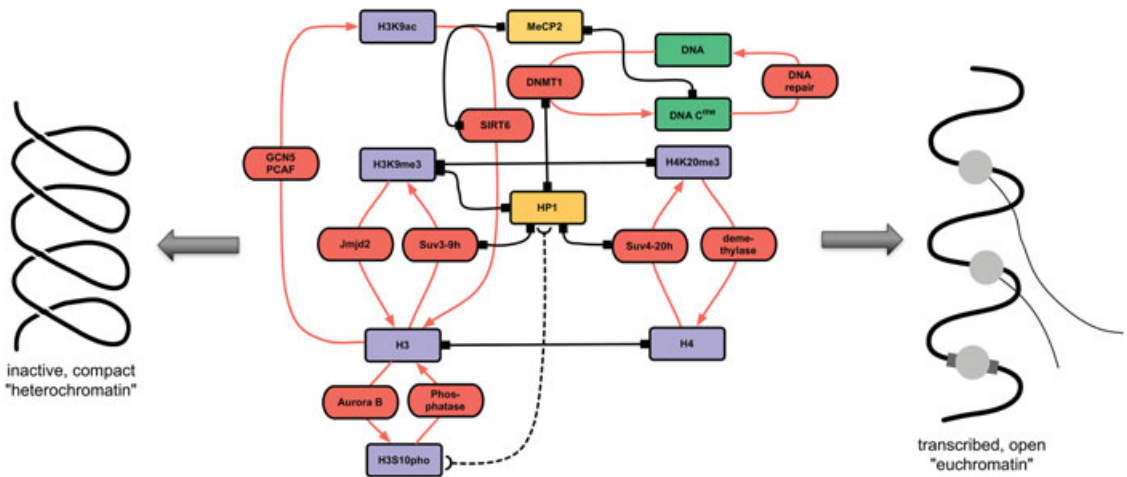 H3K9ac
MeCP2
DNA
DNMT1
DNA
repair
DNA Cme
SIRT6
GCN5
PCAF
H3K9me3
H4K20me3
HP1
Jmjd2
Suv3-9h
Suv4-20h
deme-
thylase
H3
H4
inactive, compact
"heterochromatin"
Aurora B
Phos-
phatase
H3S10pho
transcribed, open
"euchromatin"